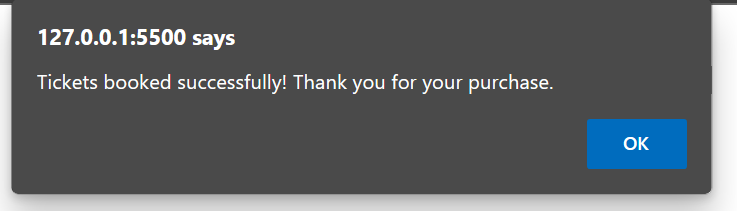 127.0.0.1:5500 says
Tickets booked successfully! Thank you for your purchase.
OK